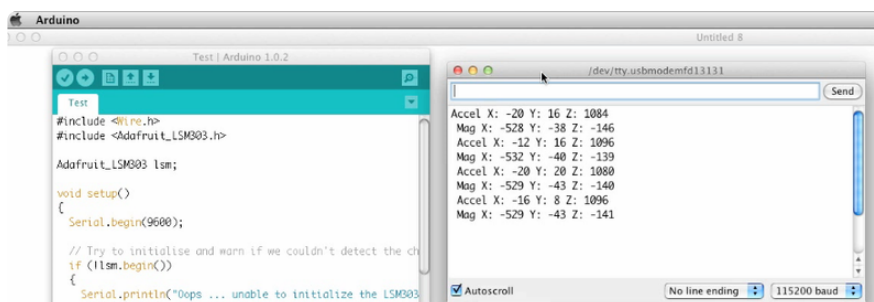 Arduino
Untitled 8
Test | Arduino 1.0.2
Test
#include <Wire.h>
#include <Adafruit_LSM303.h>
Adafruit_LSM303 lsm;
void setup()
{
Serial.begin(9600);
// Try to initialise and warn if we couldn't detect the ch
if (!lsm.begin())
{
Serial.println("Oops ... unable to initialize the LSM303
/dev/tty.usbmodemfd13131
Send
Accel X: -20 Y: 16 Z: 1084
Mag X: -528 Y: -38 Z: -146
Accel X: -12 Y: 16 Z: 1096
Mag X: -532 Y: -40 Z: -139
Accel X: -20 Y: 20 Z: 1080
Mag X: -529 Y: -43 Z: -140
Accel X: -16 Y: 8 Z: 1096
Mag X: -529 Y: -43 Z: -141
Autoscroll
No line ending
115200 baud